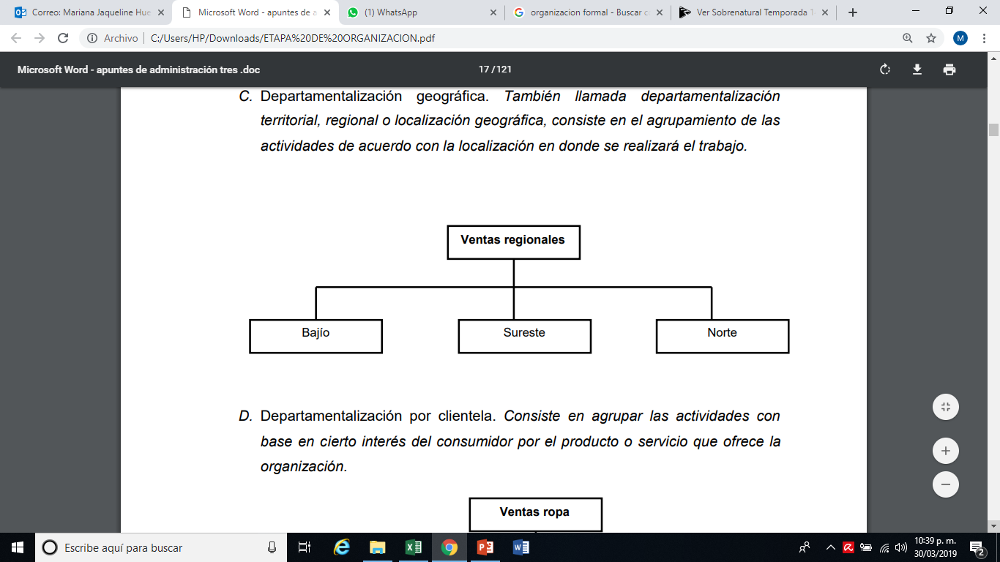 Correo: Mariana Jaqueline Hue
Microsoft Word - apuntes de a
(1) WhatsApp
organizacion formal - Buscar c
Ver Sobrenatural Temporada 1
Archivo
C:/Users/HP/Downloads/ETAPA%20DE%20ORGANIZACION.pdf
M
Microsoft Word - apuntes de administración tres .doc
17 / 121
C. Departamentalización geográfica. También llamada departamentalización
territorial, regional o localización geográfica, consiste en el agrupamiento de las
actividades de acuerdo con la localización en donde se realizará el trabajo.
Ventas regionales
Bajío
Sureste
Norte
D. Departamentalización por clientela. Consiste en agrupar las actividades con
base en cierto interés del consumidor por el producto o servicio que ofrece la
organización.
Ventas ropa
Escribe aquí para buscar
10:39 p. m.
30/03/2019
2